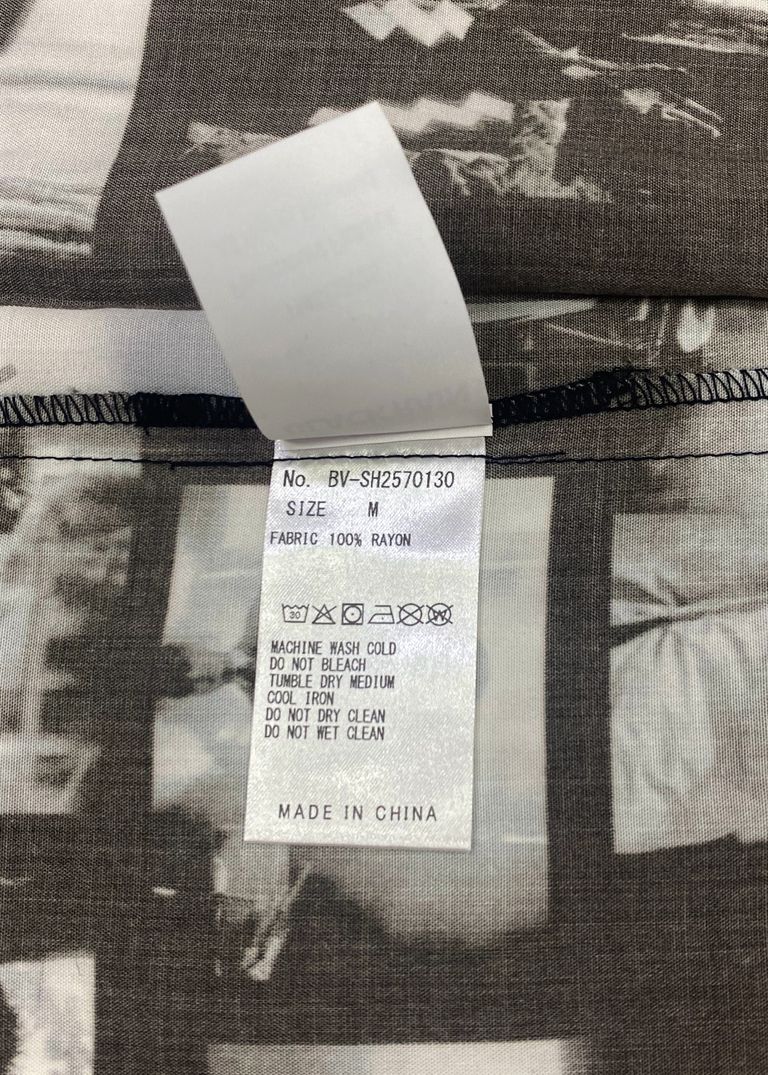 No. BV-SH2570130
SIZE M
FABRIC 100% RAYON
30 W
MACHINE WASH COLD
DO NOT BLEACH
TUMBLE DRY MEDIUM
COOL IRON
DO NOT DRY CLEAN
DO NOT WET CLEAN
MADE IN CHINA